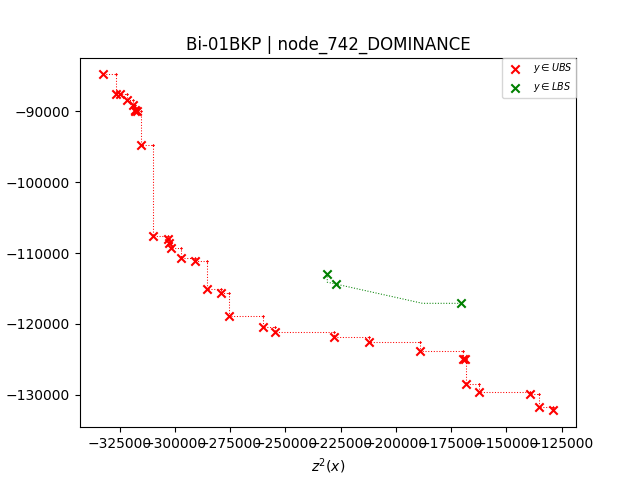 Bi-01BKP | node_742_DOMINANCE
y ∈ UBS
y ∈ LBS
−90000
−100000
−110000
−120000
−130000
−325000−300000−275000−250000−225000−200000−175000−150000−125000
z²(x)